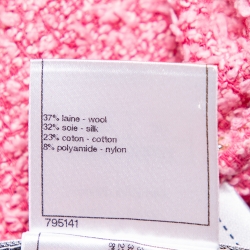 37% laine - wool
32% soie - silk
23% coton - cotton
8% polyamide - nylon
795141